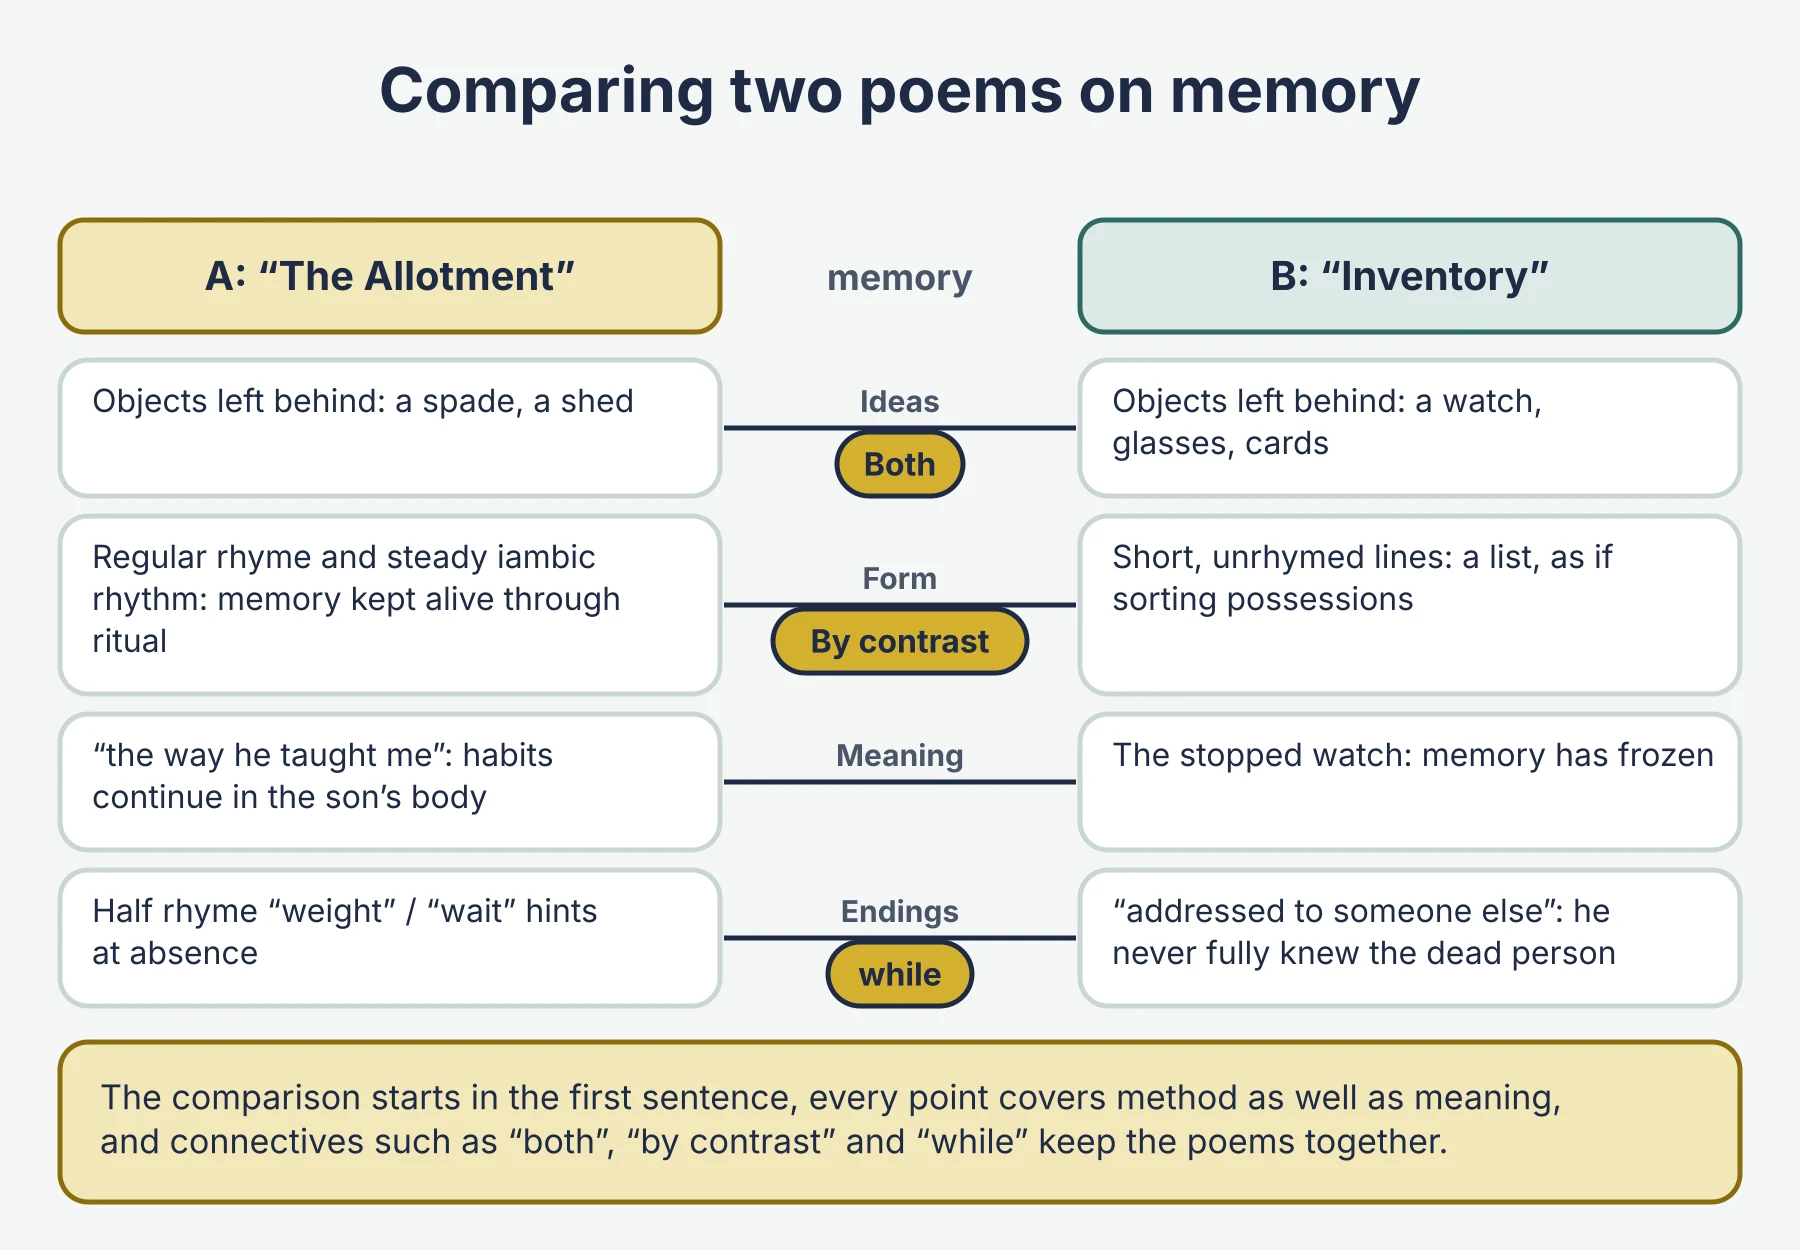 Comparing two poems on memory
A: “The Allotment”
memory
B: “Inventory”
Objects left behind: a spade, a shed
Ideas
Both
Objects left behind: a watch,
glasses, cards
Regular rhyme and steady iambic
rhythm: memory kept alive through
ritual
Form
By contrast
Short, unrhymed lines: a list, as if
sorting possessions
“the way he taught me”: habits
continue in the son’s body
Meaning
The stopped watch: memory has frozen
Half rhyme “weight” / “wait” hints
at absence
Endings
while
“addressed to someone else”: he
never fully knew the dead person
The comparison starts in the first sentence, every point covers method as well as meaning,
and connectives such as “both”, “by contrast” and “while” keep the poems together.